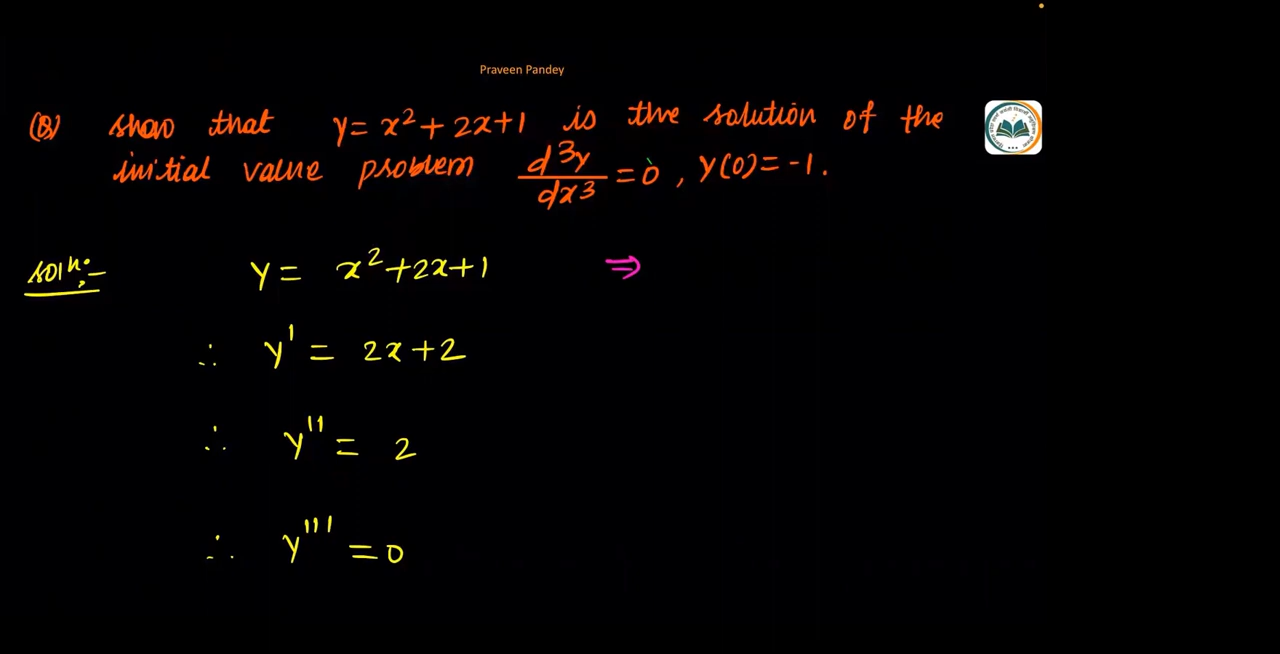 Praveen Pandey
(Q) show that y = x² + 2x + 1 is the solution of the
initial value problem d³y/dx³ = 0, y(0) = -1.
Soln:- y = x² + 2x + 1 ⇒
∴ y' = 2x + 2
∴ y'' = 2
∴ y''' = 0